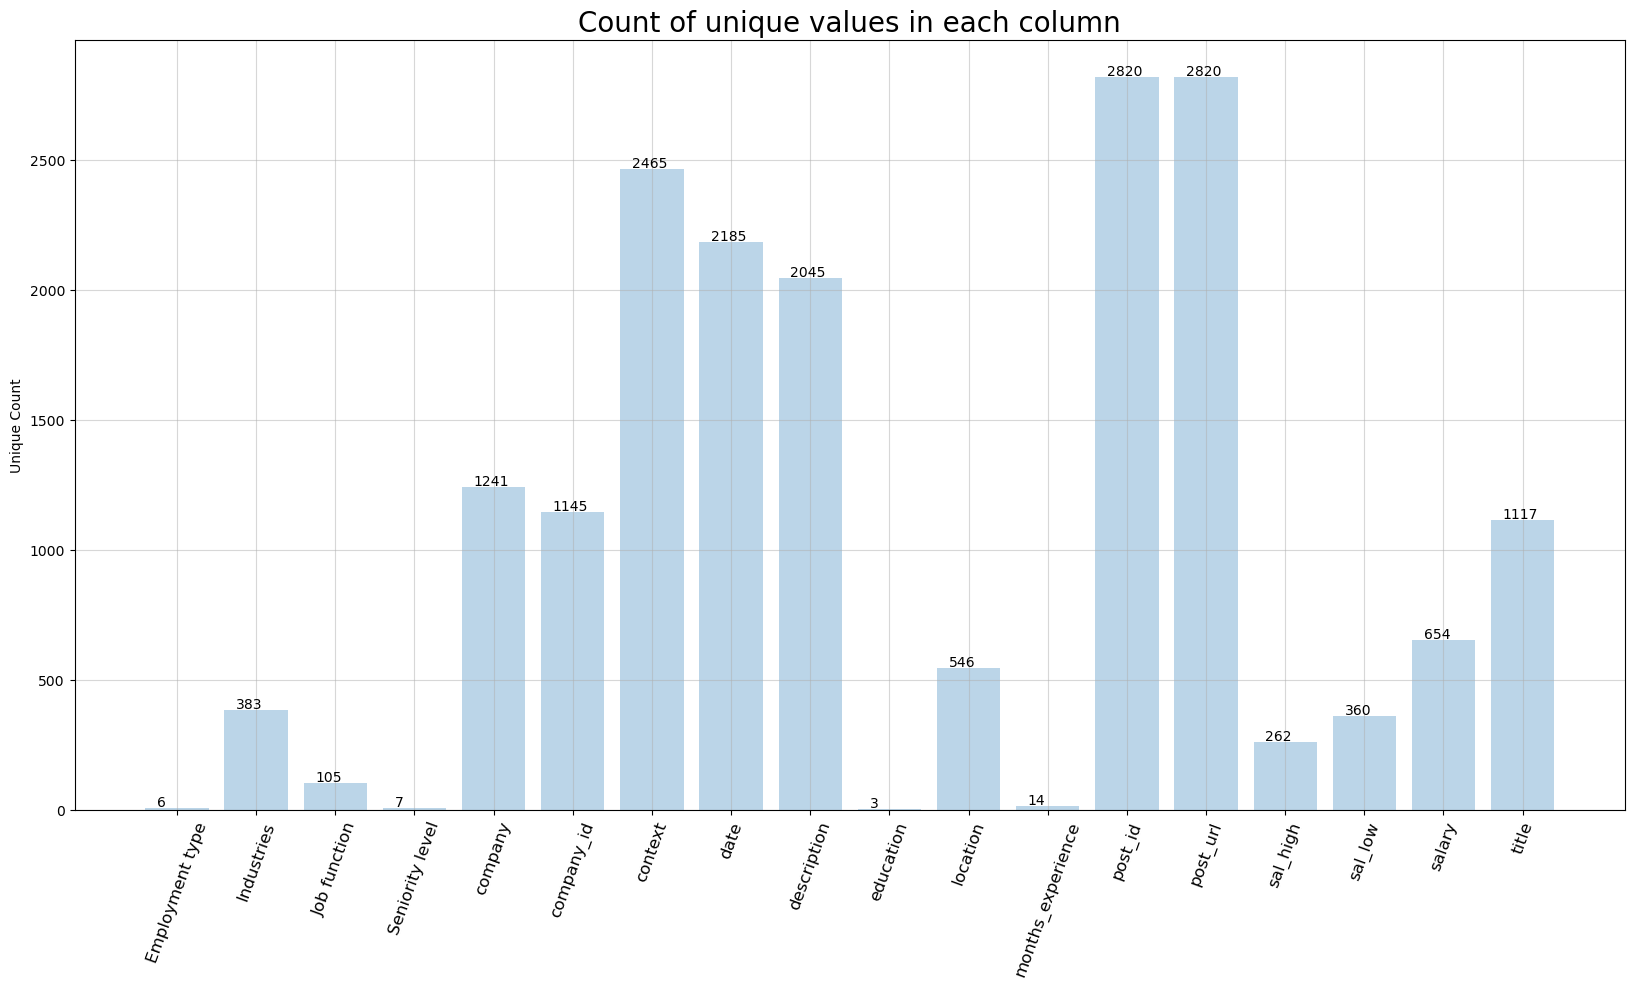 Count of unique values in each column
Unique Count
2500
2000
1500
1000
500
0
6
383
105
7
1241
1145
2465
2185
2045
3
546
14
2820
2820
262
360
654
1117
Employment type
Industries
Job function
Seniority level
company
company_id
context
date
description
education
location
months_experience
post_id
post_url
sal_high
sal_low
salary
title